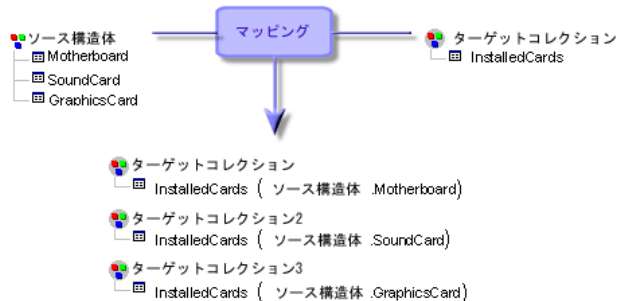 ソース構造体
Motherboard
SoundCard
GraphicsCard
マッピング
ターゲットコレクション
InstalledCards
ターゲットコレクション
InstalledCards ( ソース構造体 .Motherboard)
ターゲットコレクション2
InstalledCards ( ソース構造体 .SoundCard)
ターゲットコレクション3
InstalledCards ( ソース構造体 .GraphicsCard)